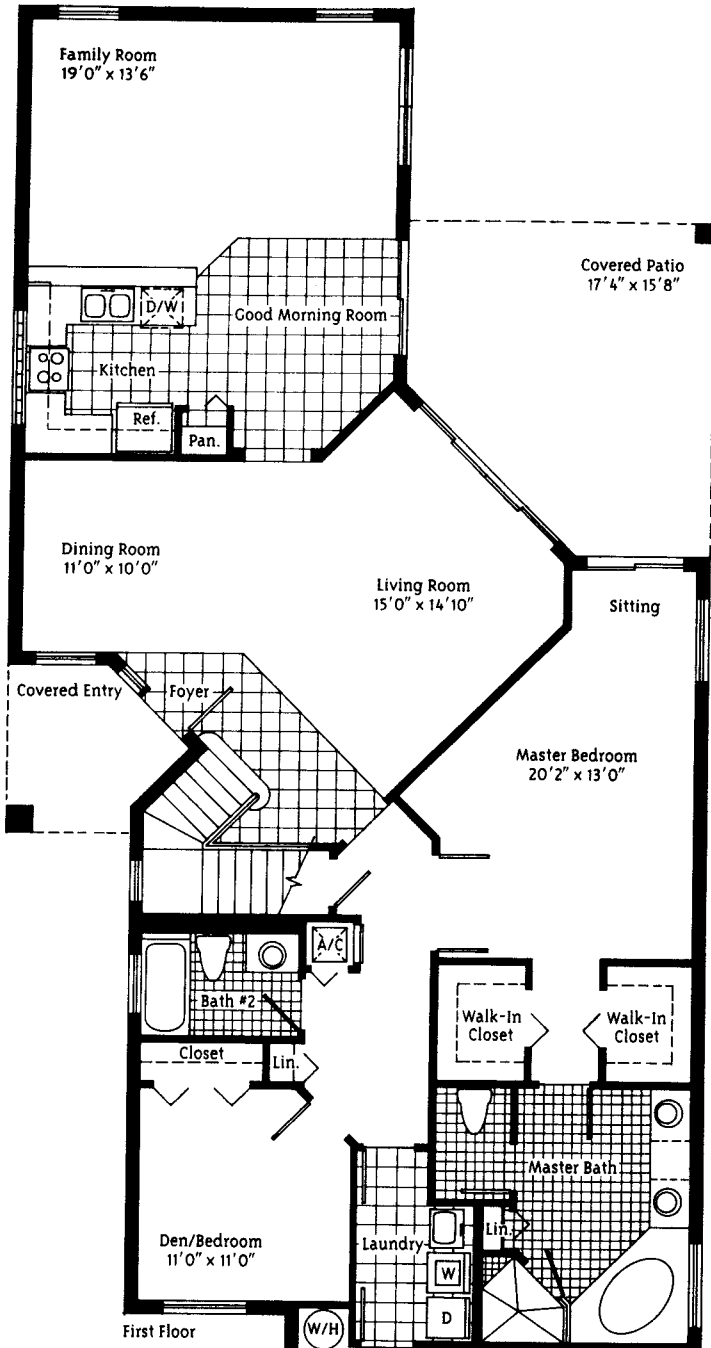 Family Room
19'0" x 13'6"
Covered Patio
17'4" x 15'8"
D/W
Good Morning Room
Kitchen
Ref.
Pan.
Dining Room
11'0" x 10'0"
Living Room
15'0" x 14'10"
Sitting
Covered Entry
Foyer
Master Bedroom
20'2" x 13'0"
A/C
Bath #2
Walk-In
Closet
Walk-In
Closet
Closet
Lin.
Master Bath
Lin.
Den/Bedroom
11'0" x 11'0"
Laundry
W
D
First Floor
W/H